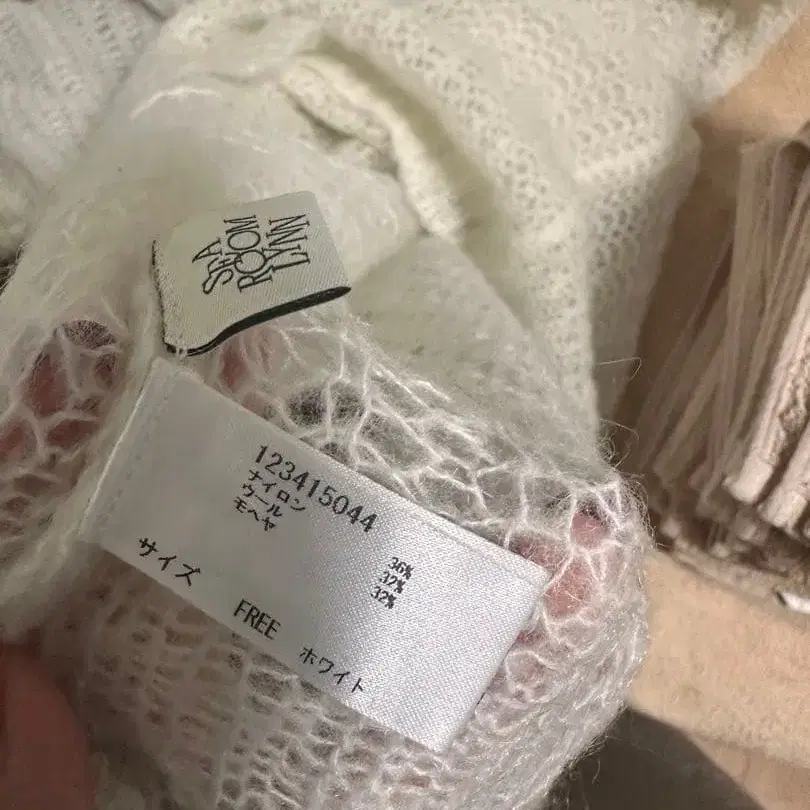 SEA
ROOM
LYNN
123415044
ナイロン 36%
ウール 32%
モヘヤ 32%
サイズ FREE ホワイト